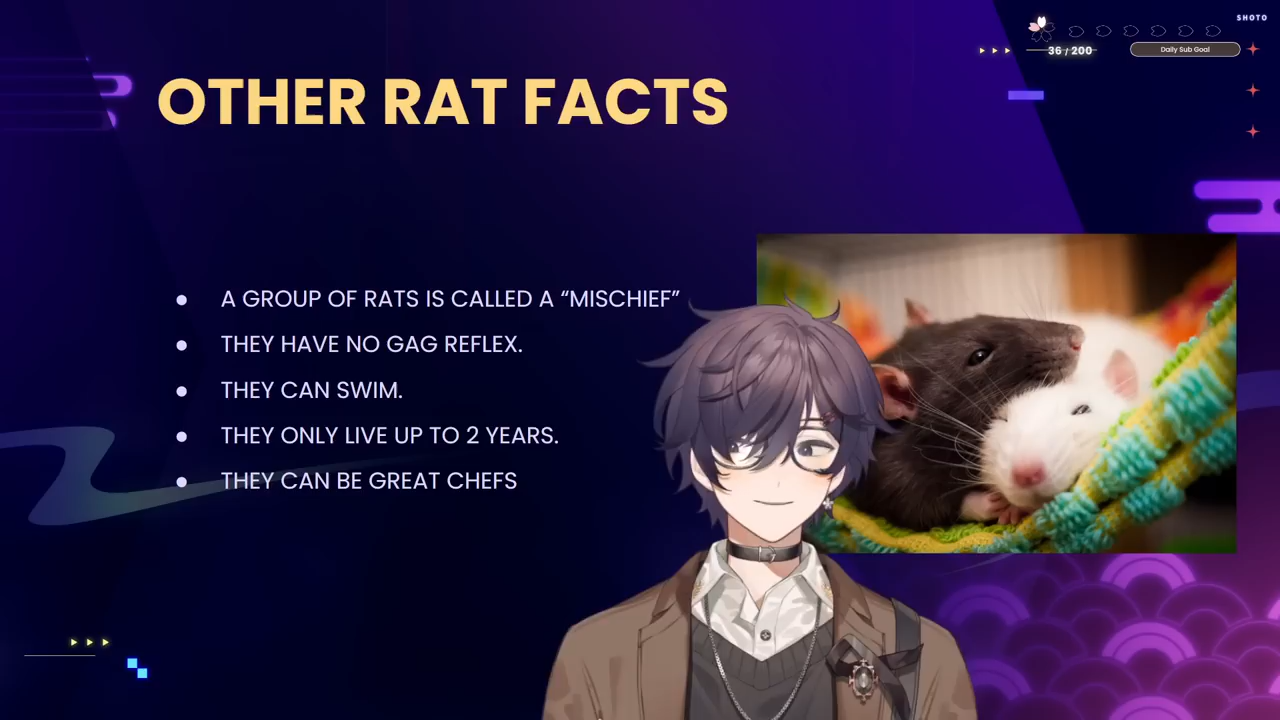 SHOTO
36 / 200
Daily Sub Goal
OTHER RAT FACTS
● A GROUP OF RATS IS CALLED A “MISCHIEF”
● THEY HAVE NO GAG REFLEX.
● THEY CAN SWIM.
● THEY ONLY LIVE UP TO 2 YEARS.
● THEY CAN BE GREAT CHEFS